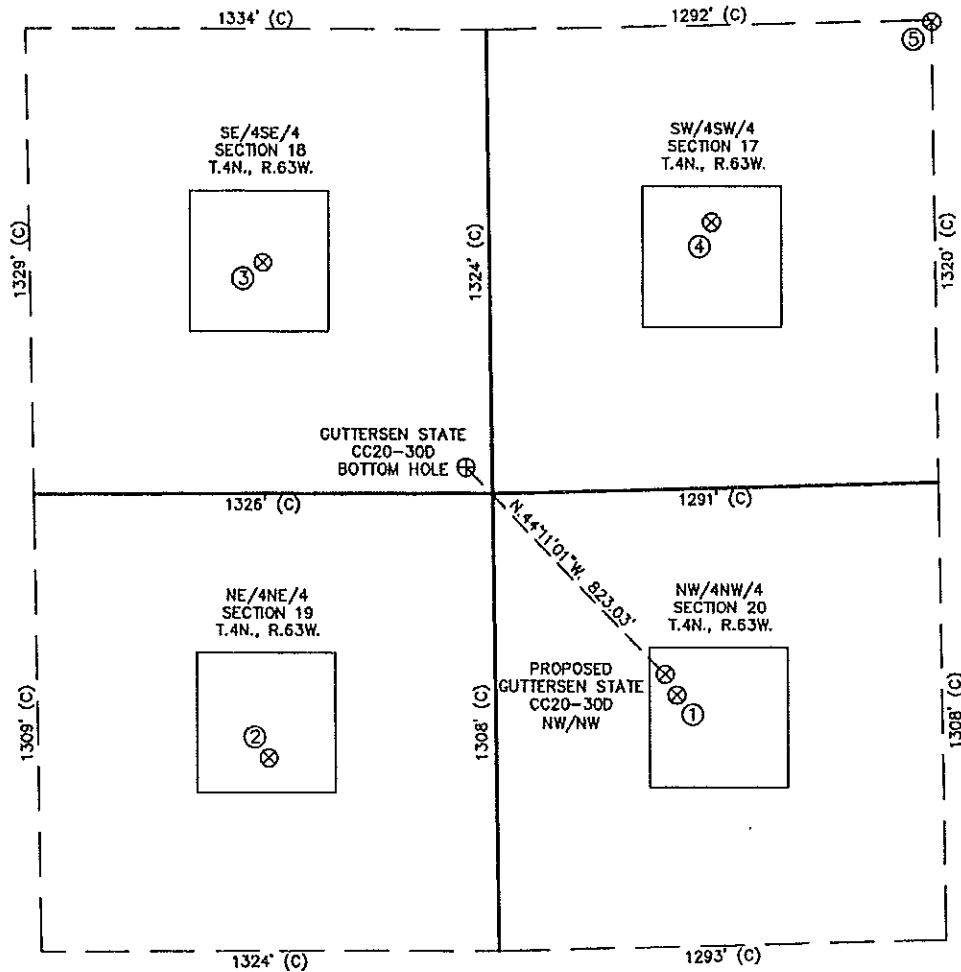 1334' (C)
1292' (C)
5
SE/4SE/4
SECTION 18
T.4N., R.63W.
SW/4SW/4
SECTION 17
T.4N., R.63W.
1329' (C)
3
1324' (C)
4
1320' (C)
GUTTERSEN STATE
CC20-30D
BOTTOM HOLE
1326' (C)
1291' (C)
N.44°11'01"W. 823.03'
NE/4NE/4
SECTION 19
T.4N., R.63W.
NW/4NW/4
SECTION 20
T.4N., R.63W.
PROPOSED
GUTTERSEN STATE
CC20-30D
NW/NW
1
1309' (C)
2
1308' (C)
1308' (C)
1324' (C)
1293' (C)